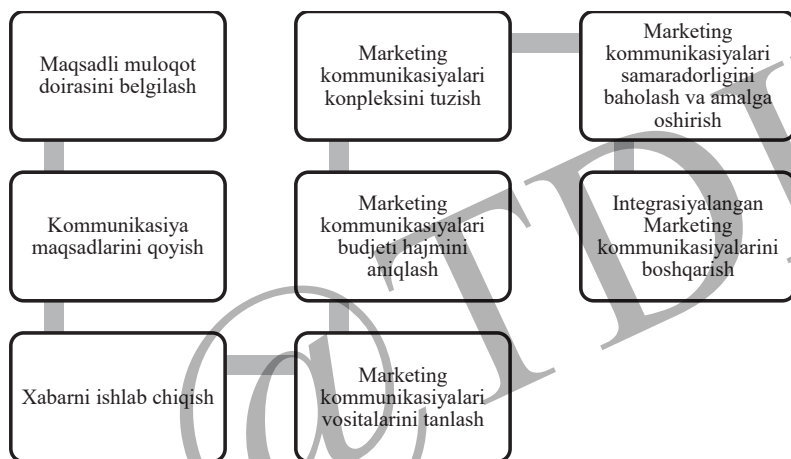 Maqsadli muloqot
doirasini belgilash
Kommunikasiya
maqsadlarini qoyish
Xabarni ishlab chiqish
Marketing
kommunikasiyalari
vositalarini tanlash
Marketing
kommunikasiyalari
budjeti hajmini
aniqlash
Marketing
kommunikasiyalari
konpleksini tuzish
Marketing
kommunikasiyalari
samaradorligini
baholash va amalga
oshirish
Integrasiyalangan
Marketing
kommunikasiyalarini
boshqarish